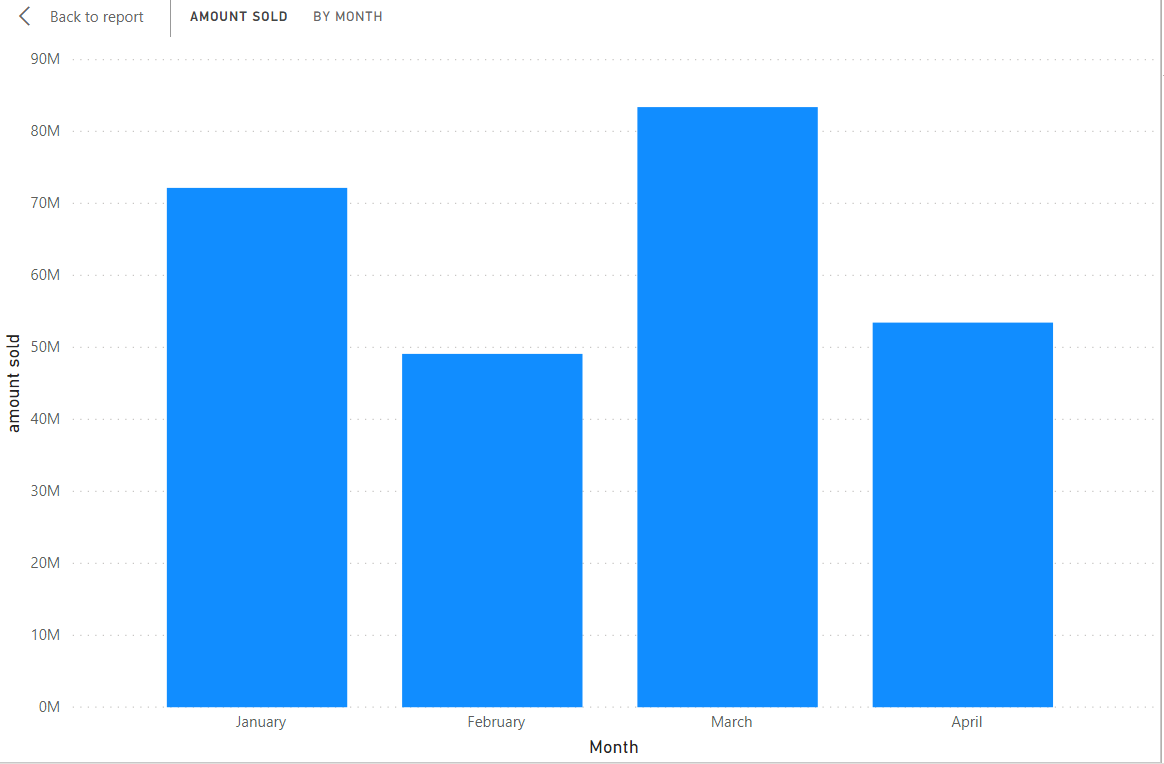 Back to report
AMOUNT SOLD BY MONTH
90M
80M
70M
60M
50M
40M
30M
20M
10M
0M
amount sold
January February March April
Month